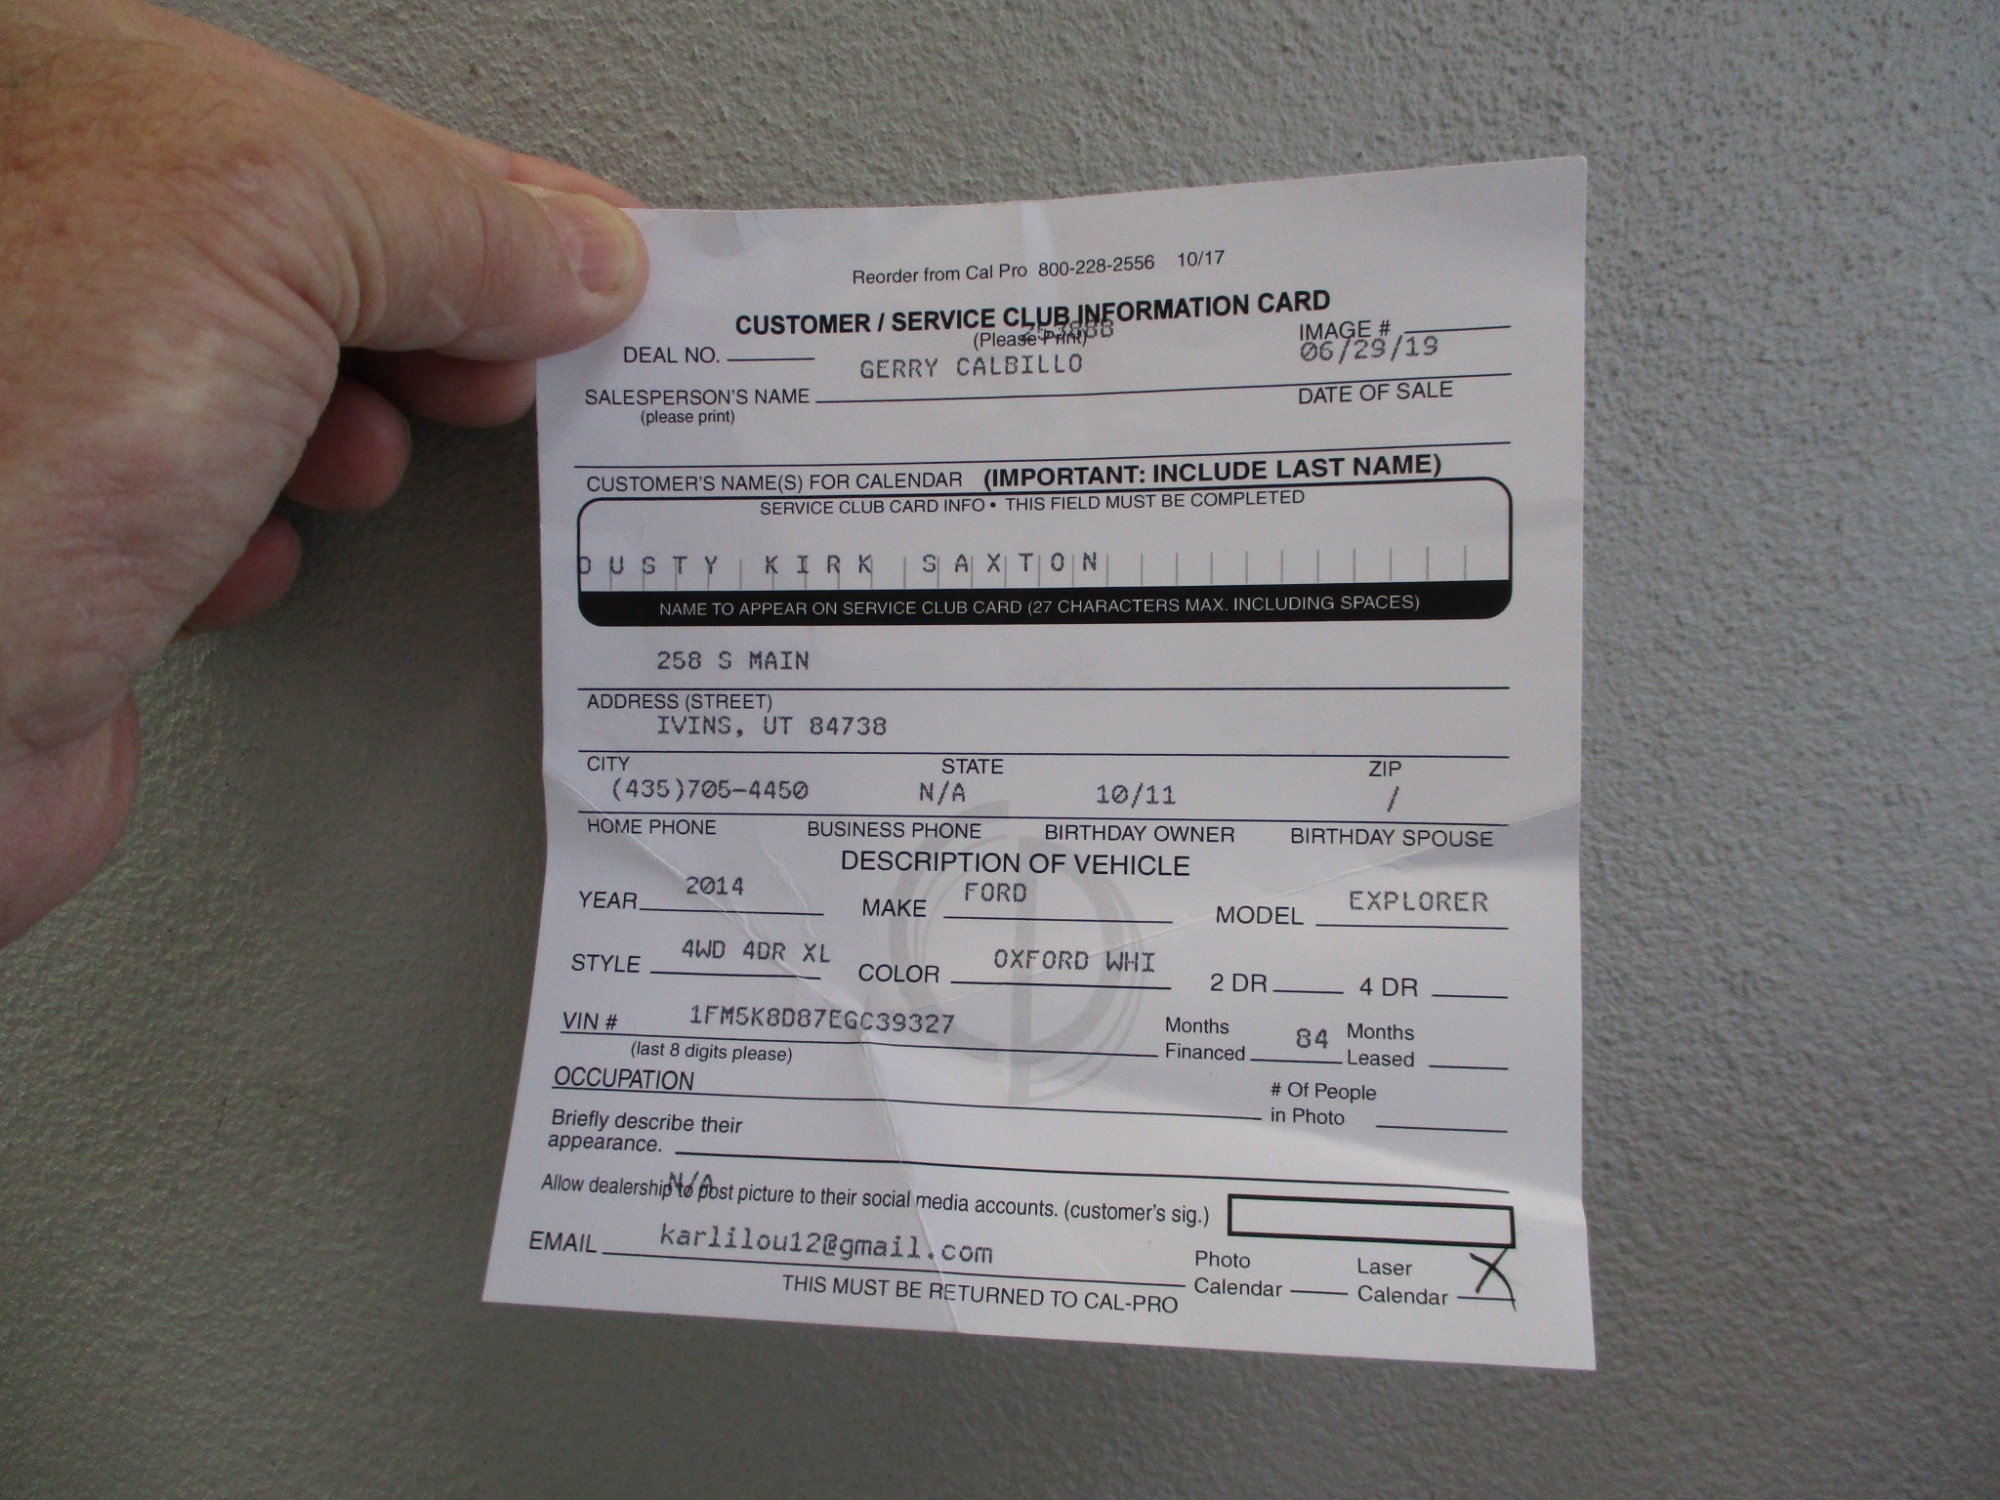 Reorder from Cal Pro 800-228-2556 10/17
CUSTOMER / SERVICE CLUB INFORMATION CARD
(Please Print)
DEAL NO. IMAGE #
GERRY CALBILLO 06/29/19
SALESPERSON'S NAME DATE OF SALE
(please print)
CUSTOMER'S NAME(S) FOR CALENDAR (IMPORTANT: INCLUDE LAST NAME)
SERVICE CLUB CARD INFO • THIS FIELD MUST BE COMPLETED
DUSTY KIRK SAXTON
NAME TO APPEAR ON SERVICE CLUB CARD (27 CHARACTERS MAX. INCLUDING SPACES)
258 S MAIN
ADDRESS (STREET)
IVINS, UT 84738
CITY STATE ZIP
(435)705-4450 N/A 10/11 /
HOME PHONE BUSINESS PHONE BIRTHDAY OWNER BIRTHDAY SPOUSE
DESCRIPTION OF VEHICLE
YEAR 2014 MAKE FORD MODEL EXPLORER
STYLE 4WD 4DR XL COLOR OXFORD WHI 2 DR 4 DR
VIN # 1FM5K8D87EGC39327 Months Financed 84 Months Leased
(last 8 digits please)
OCCUPATION # Of People in Photo
Briefly describe their
appearance.
N/A
Allow dealership to post picture to their social media accounts. (customer's sig.)
EMAIL karlilou12@gmail.com Photo Calendar Laser Calendar X
THIS MUST BE RETURNED TO CAL-PRO